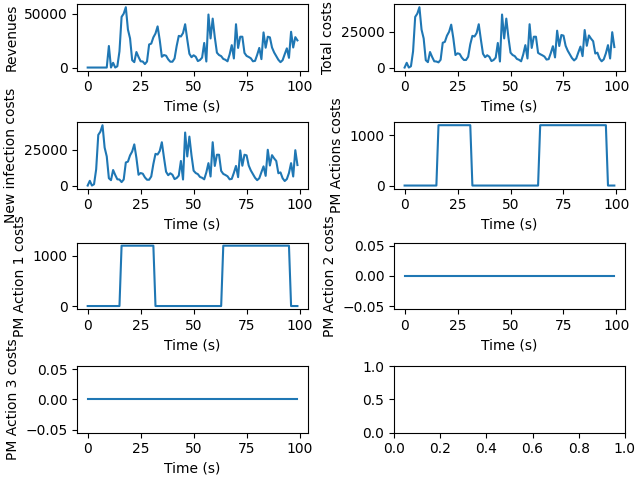 Revenues
50000
0
0 25 50 75 100
Time (s)
Total costs
25000
0
0 25 50 75 100
Time (s)
New infection costs
25000
0
0 25 50 75 100
Time (s)
PM Actions costs
1000
0
0 25 50 75 100
Time (s)
PM Action 1 costs
1000
0
0 25 50 75 100
Time (s)
PM Action 2 costs
0.05
0.00
−0.05
0 25 50 75 100
Time (s)
PM Action 3 costs
0.05
0.00
−0.05
0 25 50 75 100
Time (s)
1.0
0.5
0.0
0.0 0.2 0.4 0.6 0.8 1.0